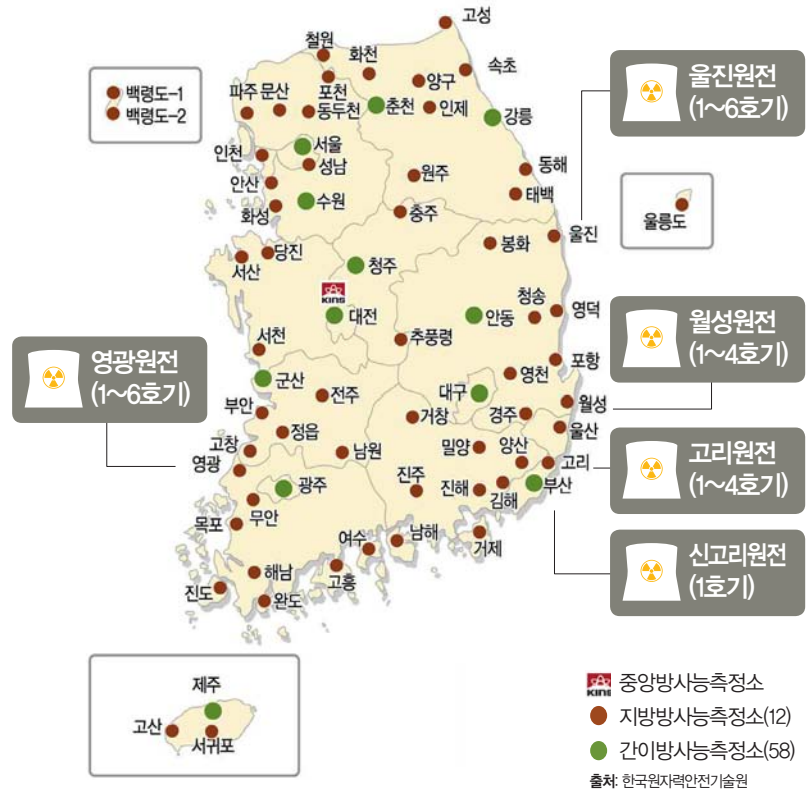 고성
철원
화천
속초
양구
포천
백령도-1
백령도-2
파주 문산
동두천
춘천
인제
강릉
울진원전
(1~6호기)
서울
인천
성남
원주
동해
안산
수원
태백
화성
충주
울릉도
봉화
울진
당진
서산
청주
KINS
대전
안동
청송
영덕
서천
추풍령
월성원전
(1~4호기)
영광원전
(1~6호기)
포항
군산
전주
대구
영천
부안
거창
경주
월성
정읍
울산
고창
남원
밀양
양산
고리
영광
고리원전
(1~4호기)
광주
진주
진해
김해
부산
무안
목포
여수
남해
거제
신고리원전
(1호기)
해남
고흥
진도
완도
제주
고산
서귀포
KINS 중앙방사능측정소
지방방사능측정소(12)
간이방사능측정소(58)
출처: 한국원자력안전기술원